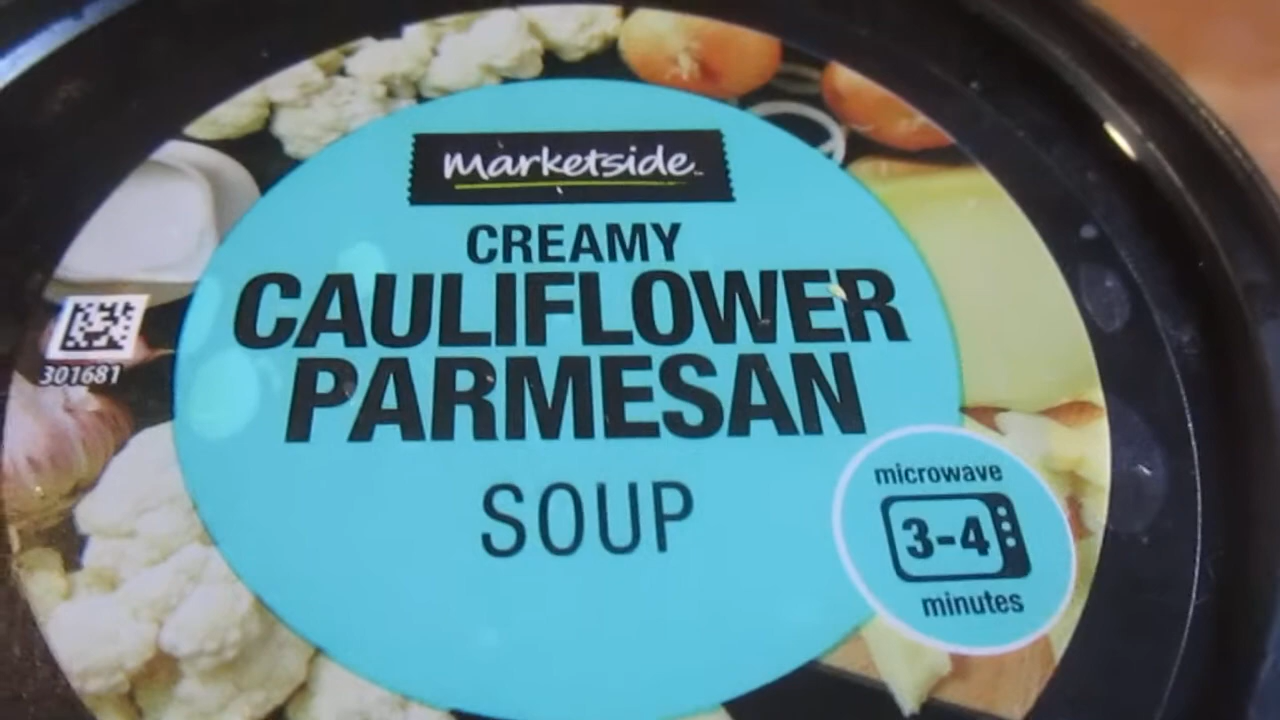 marketside
CREAMY
CAULIFLOWER
PARMESAN
SOUP
301681
microwave
3-4
minutes